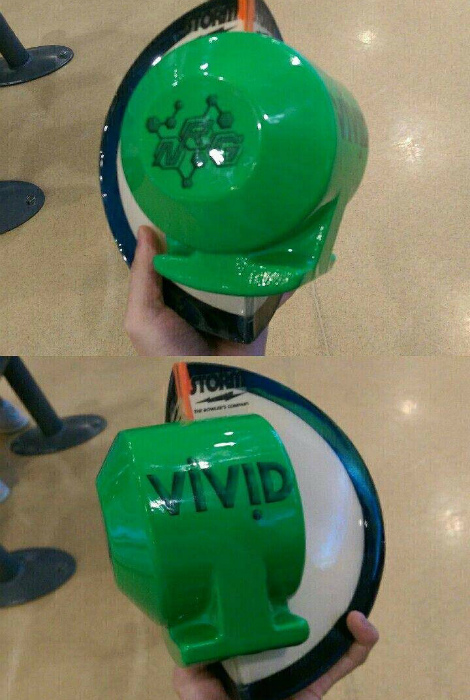 STORM
NRG
STORM
THE BOWLER'S COMPANY
VIVID